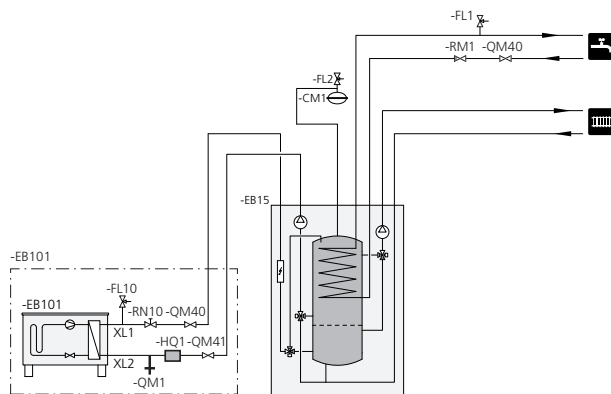 -FL1
-RM1 -QM40
-FL2
-CM1
-EB15
-EB101
-FL10
-EB101
-RN10 -QM40
XL1
-HQ1 -QM41
XL2
-QM1